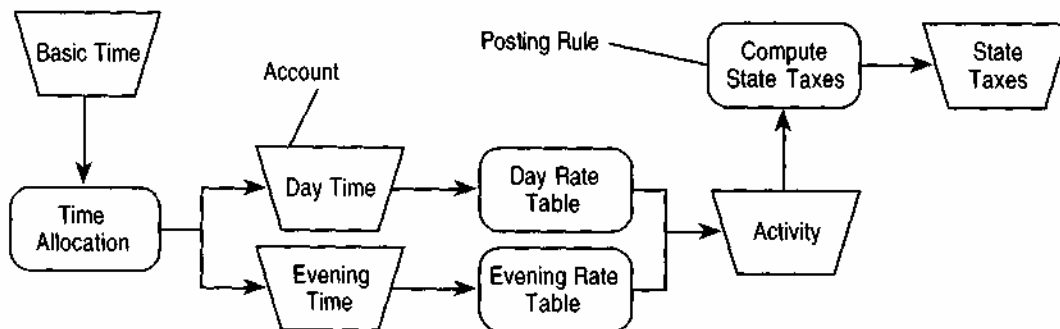 Basic Time
Account
Posting Rule
Compute
State Taxes
State
Taxes
Time
Allocation
Day Time
Day Rate
Table
Evening
Time
Evening Rate
Table
Activity